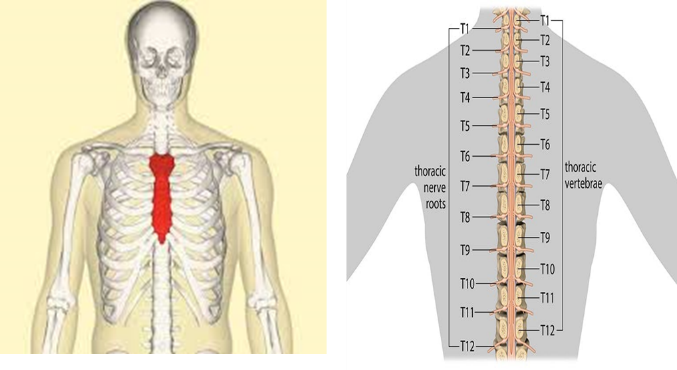 T1
T2
T3
T4
T5
T6
T7
T8
T9
T10
T11
T12
thoracic
nerve
roots
T1
T2
T3
T4
T5
T6
T7
T8
T9
T10
T11
T12
thoracic
vertebrae